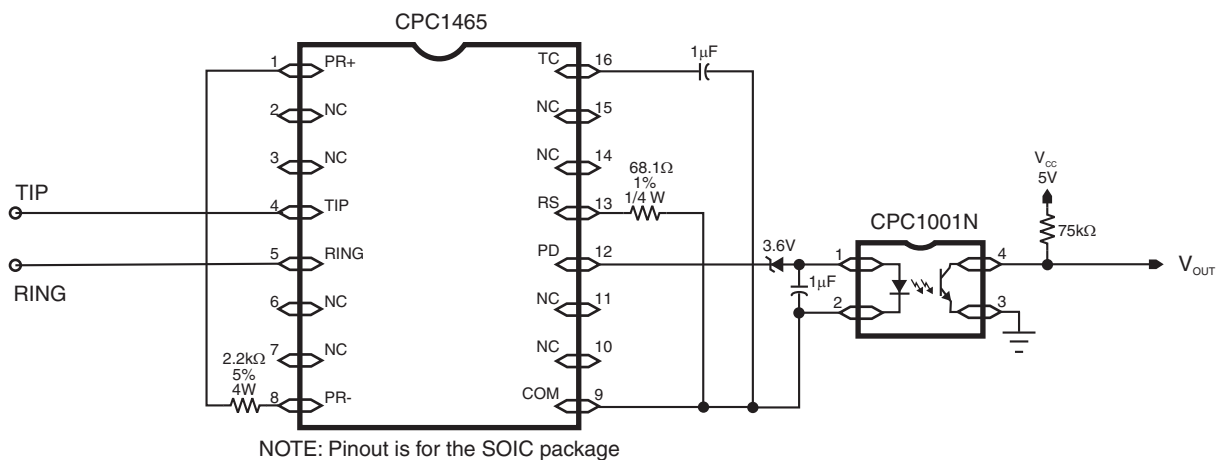 CPC1465
1 PR+
2 NC
3 NC
TIP
4 TIP
5 RING
RING
6 NC
7 NC
2.2kΩ
5%
4W
8 PR-
TC 16
1μF
NC 15
NC 14
68.1Ω
1%
1/4 W
RS 13
PD 12
NC 11
NC 10
COM 9
3.6V
1μF
CPC1001N
1
2
4
3
VCC
5V
75kΩ
VOUT
NOTE: Pinout is for the SOIC package